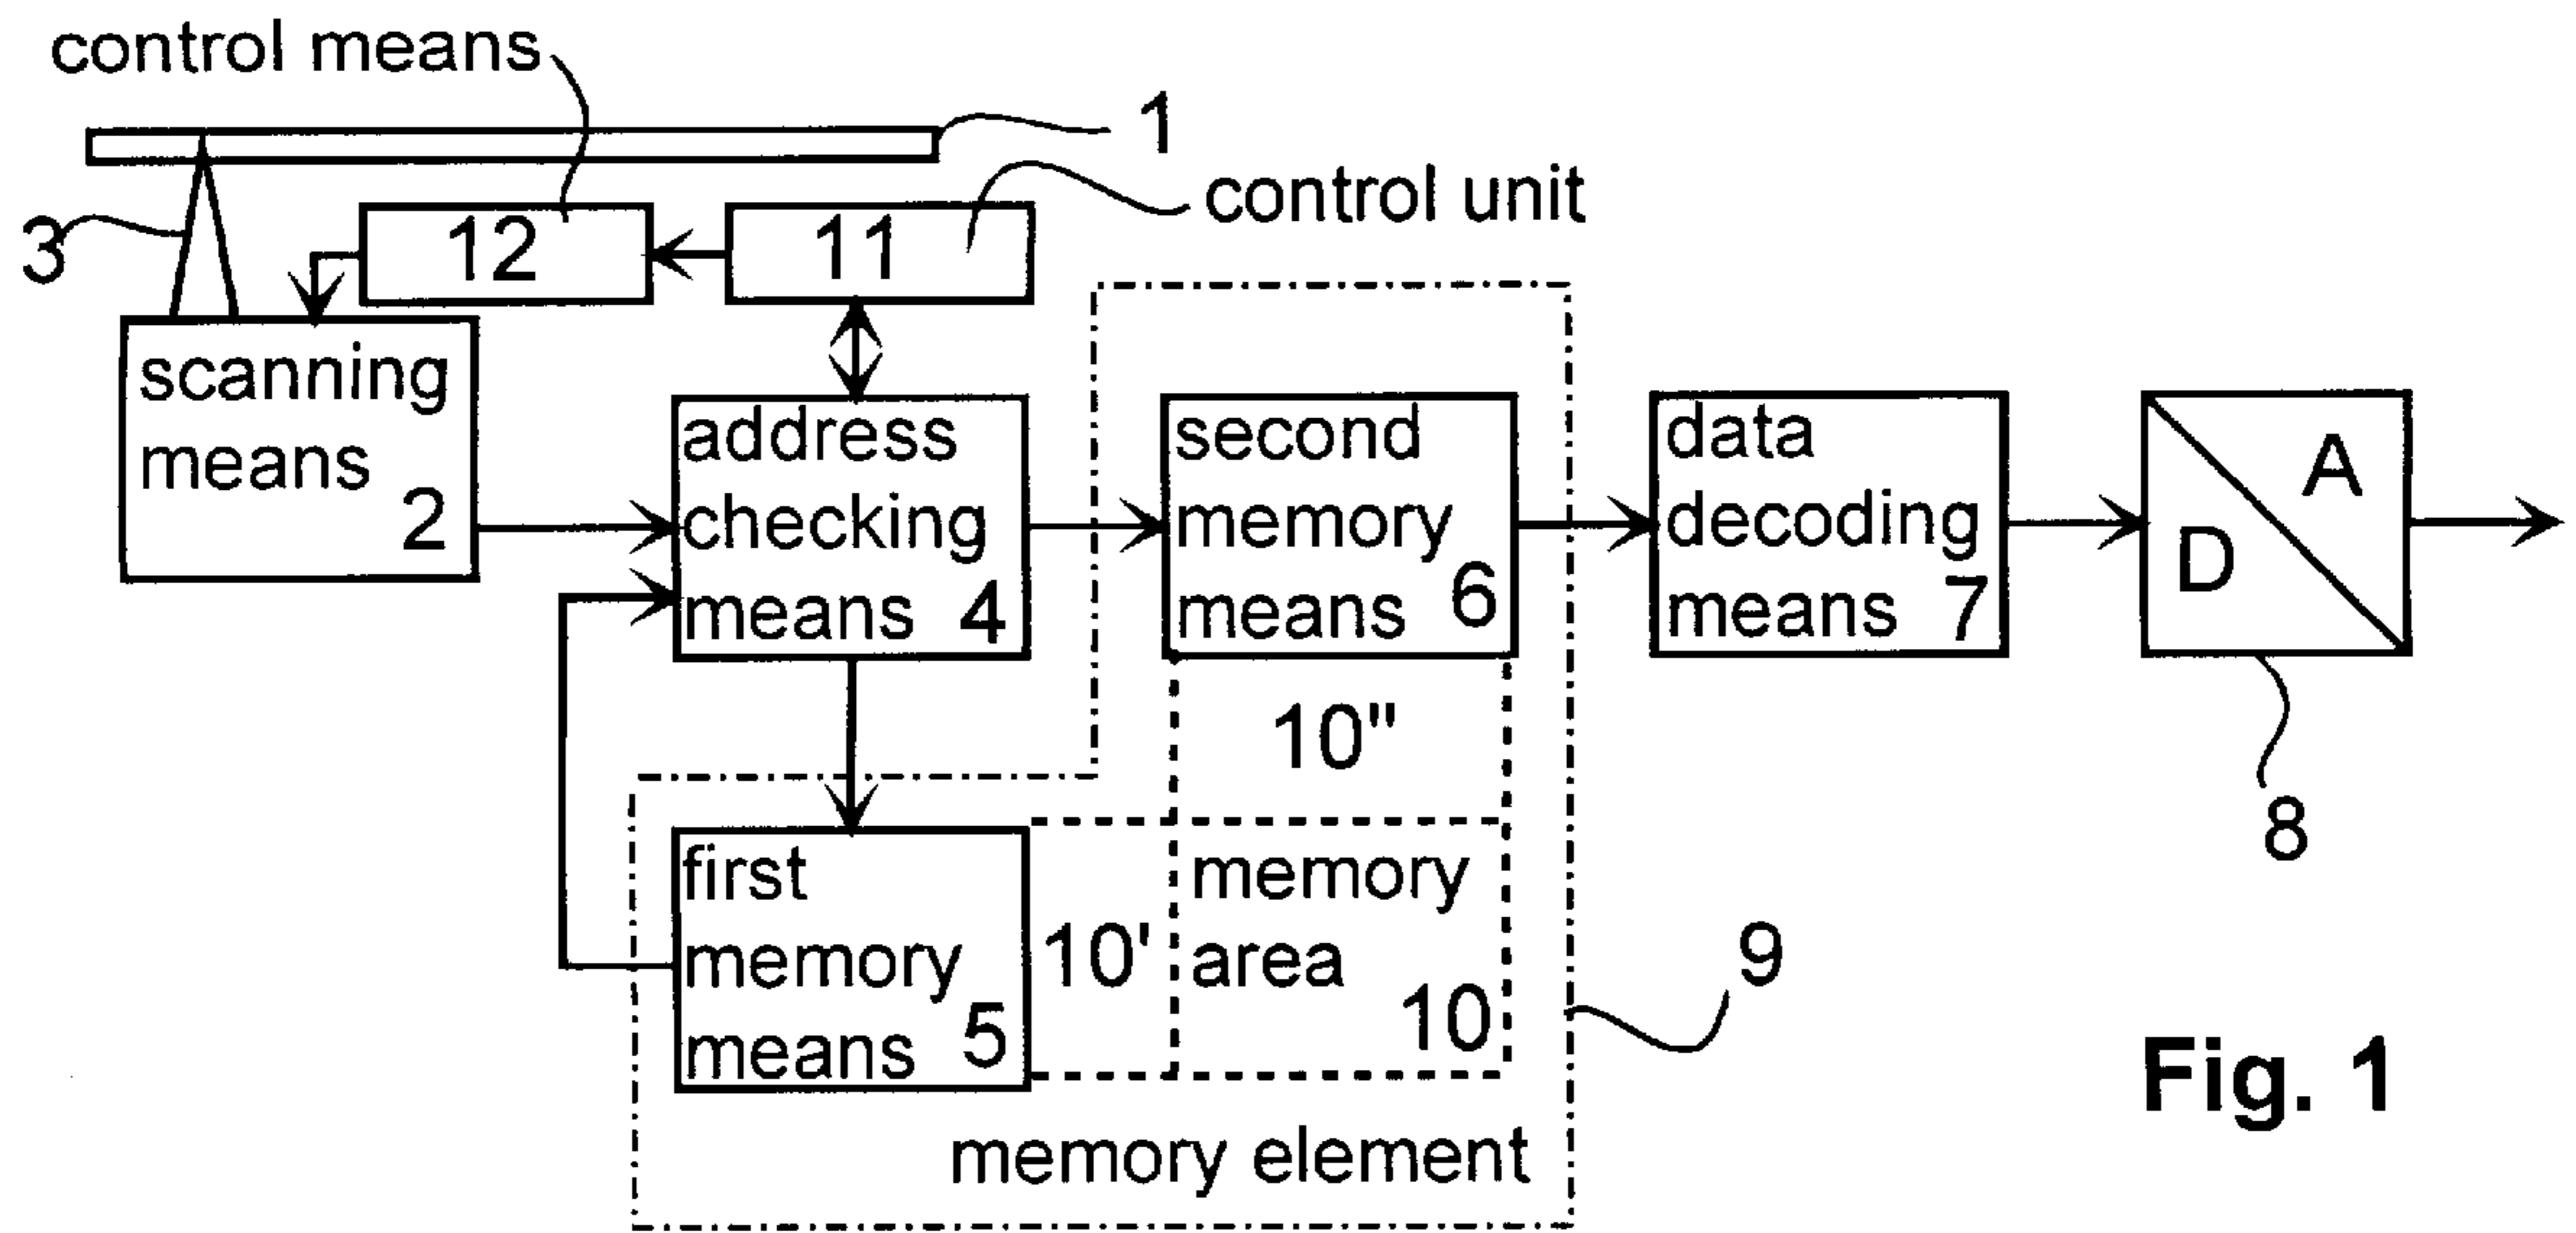 control means
1
control unit
3
12
11
scanning
means
2
address
checking
means 4
second
memory
means 6
data
decoding
means 7
A
D
8
10"
first
memory
means 5
10'
memory
area
10
9
memory element
Fig. 1